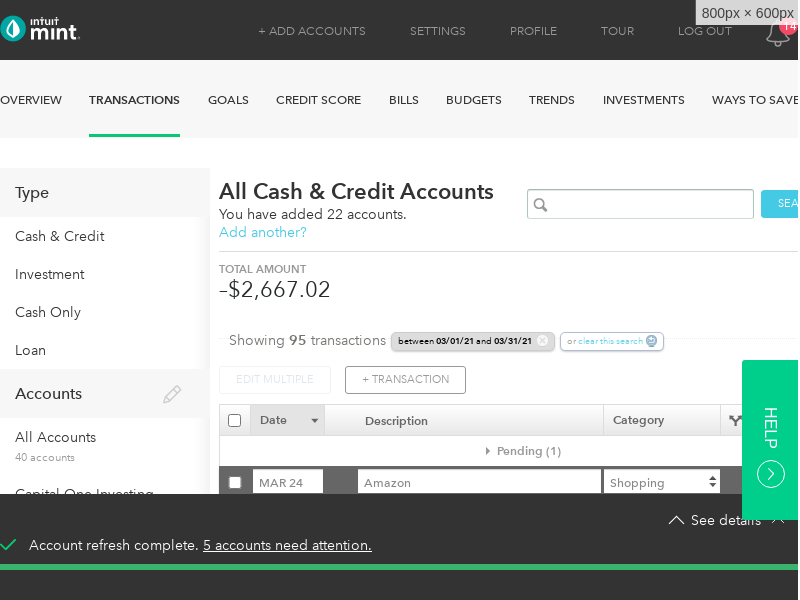 800px × 600px
intuit
mint
+ ADD ACCOUNTS
SETTINGS
PROFILE
TOUR
LOG OUT
14
OVERVIEW
TRANSACTIONS
GOALS
CREDIT SCORE
BILLS
BUDGETS
TRENDS
INVESTMENTS
WAYS TO SAVE
Type
Cash & Credit
Investment
Cash Only
Loan
Accounts
All Accounts
40 accounts
Capital One Investing
All Cash & Credit Accounts
You have added 22 accounts.
Add another?
SEA
TOTAL AMOUNT
–$2,667.02
Showing 95 transactions
between 03/01/21 and 03/31/21
or clear this search
EDIT MULTIPLE
+ TRANSACTION
Date
Description
Category
Pending (1)
MAR 24
Amazon
Shopping
HELP
See details
Account refresh complete. 5 accounts need attention.